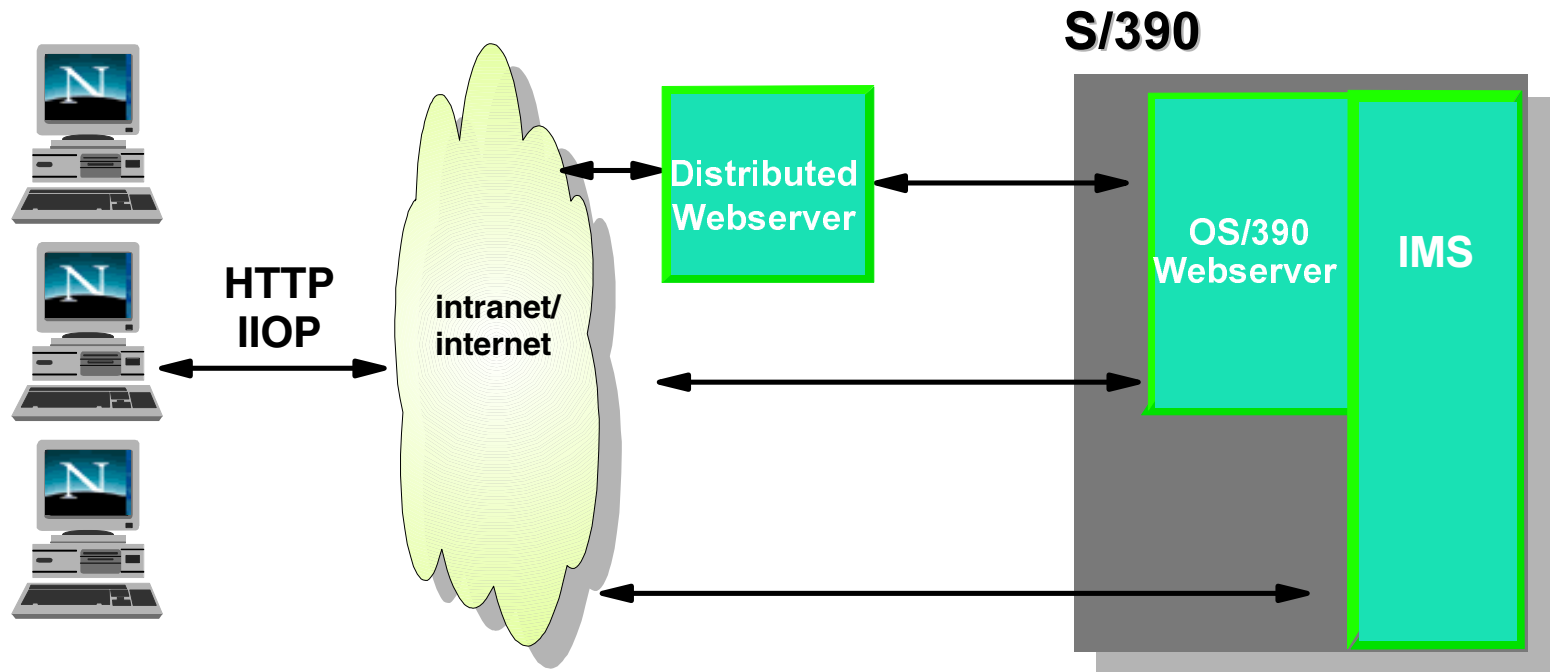 S/390
N
N
N
HTTP
IIOP
intranet/
internet
Distributed
Webserver
OS/390
Webserver
IMS